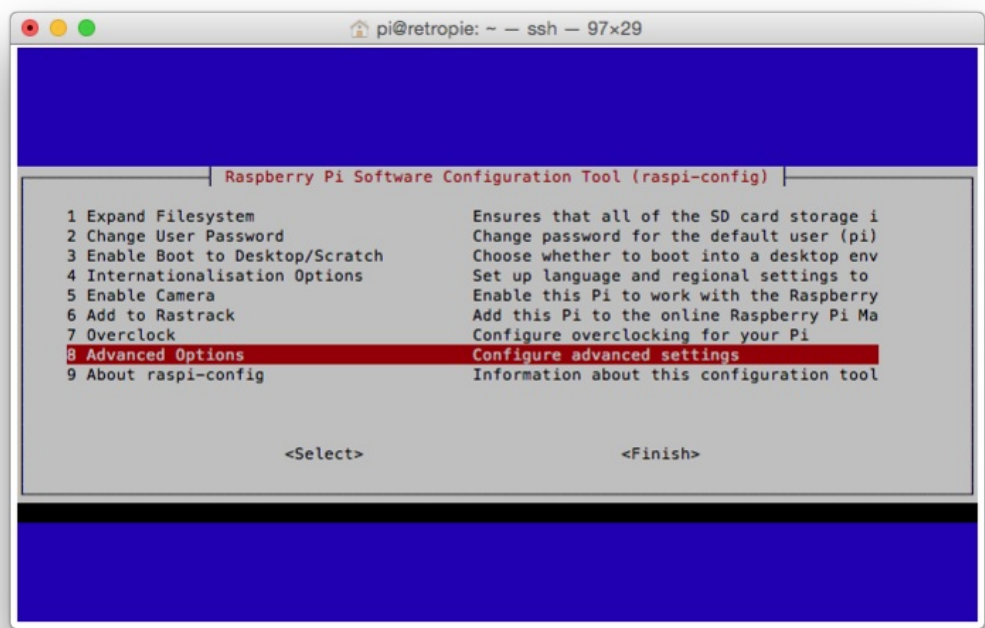 pi@retropie: ~ — ssh — 97×29
Raspberry Pi Software Configuration Tool (raspi-config)
1 Expand Filesystem Ensures that all of the SD card storage i
2 Change User Password Change password for the default user (pi)
3 Enable Boot to Desktop/Scratch Choose whether to boot into a desktop env
4 Internationalisation Options Set up language and regional settings to
5 Enable Camera Enable this Pi to work with the Raspberry
6 Add to Rastrack Add this Pi to the online Raspberry Pi Ma
7 Overclock Configure overclocking for your Pi
8 Advanced Options Configure advanced settings
9 About raspi-config Information about this configuration tool
<Select> <Finish>